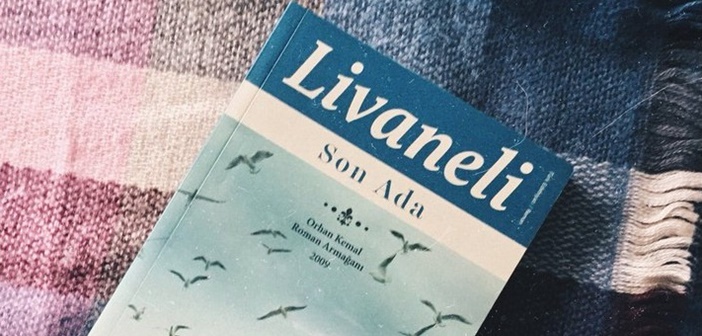 Livaneli
Son Ada
Orhan Kemal
Roman Armağanı
2009